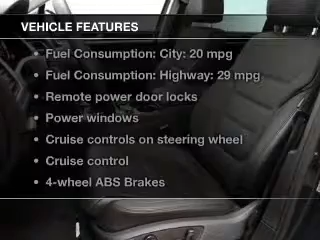 VEHICLE FEATURES
• Fuel Consumption: City: 20 mpg
• Fuel Consumption: Highway: 29 mpg
• Remote power door locks
• Power windows
• Cruise controls on steering wheel
• Cruise control
• 4-wheel ABS Brakes